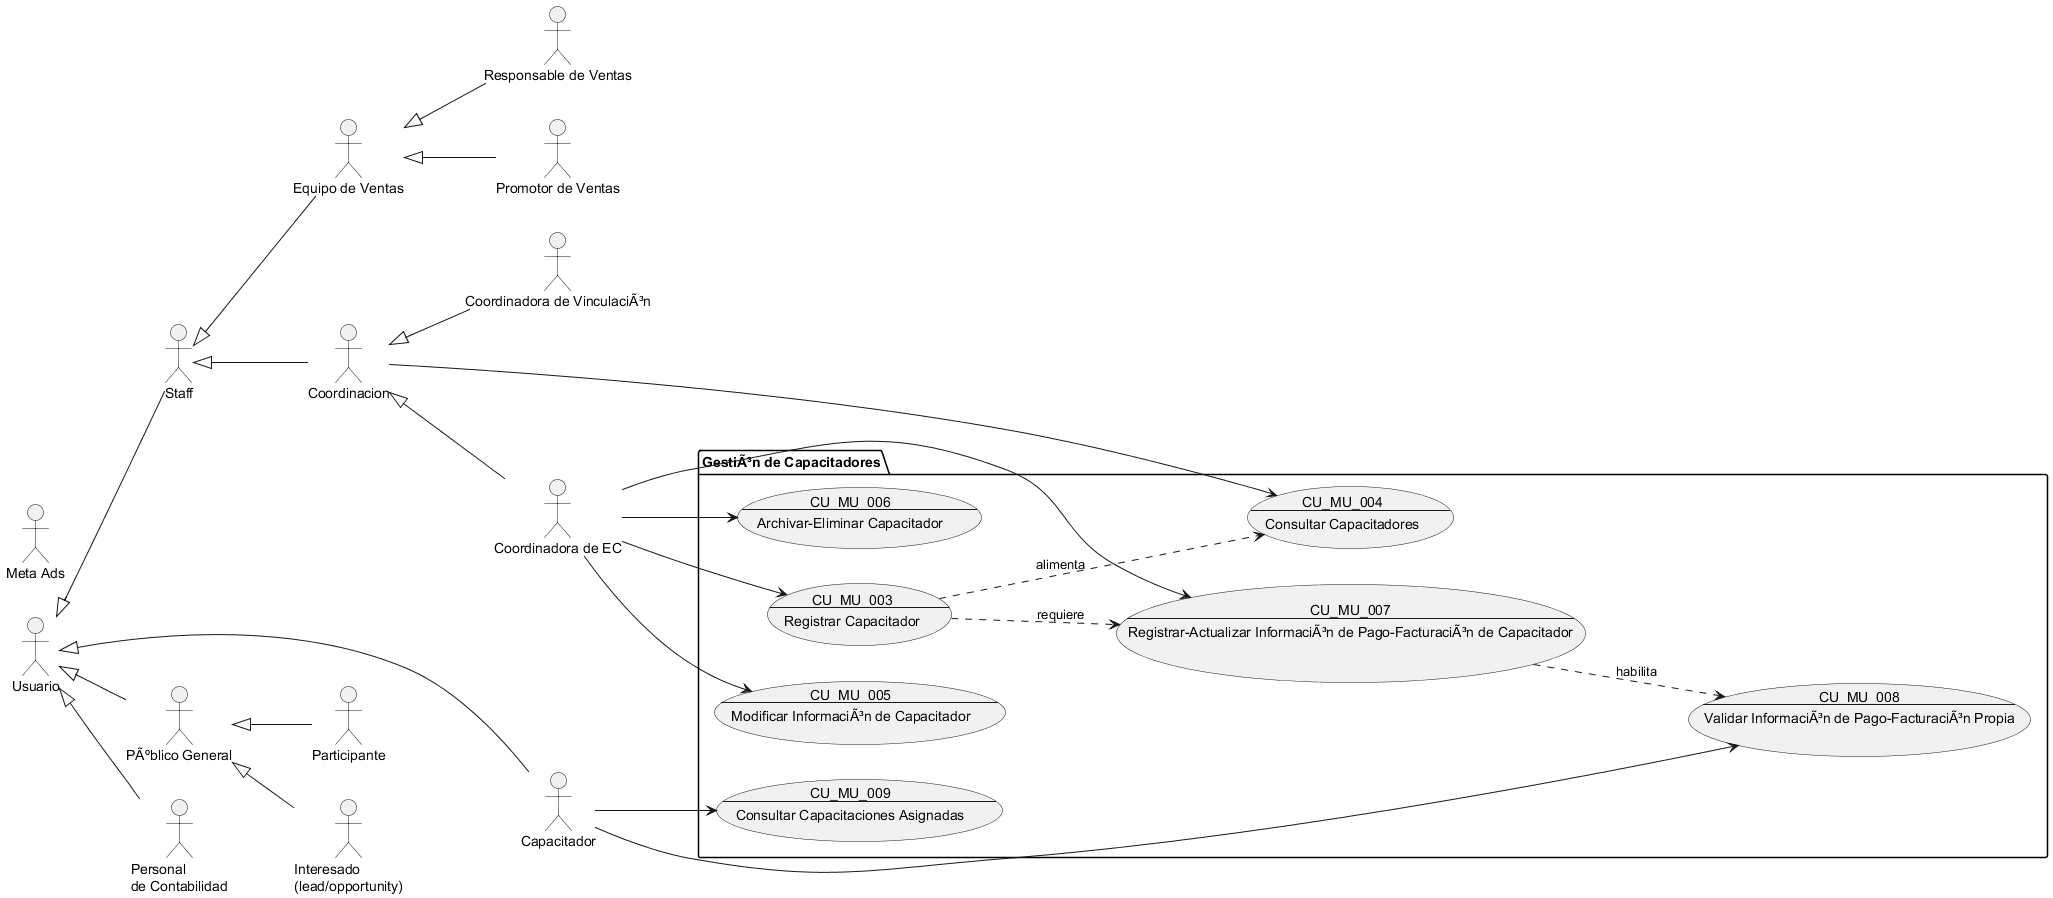 Responsable de Ventas
Equipo de Ventas
Promotor de Ventas
Coordinadora de VinculaciÃ³n
Staff
Coordinacion
Meta Ads
Coordinadora de EC
Usuario
PÃºblico General
Participante
Personal
de Contabilidad
Interesado
(lead/opportunity)
Capacitador
GestiÃ³n de Capacitadores
CU_MU_006
Archivar-Eliminar Capacitador
CU_MU_004
Consultar Capacitadores
alimenta
CU_MU_003
Registrar Capacitador
requiere
CU_MU_007
Registrar-Actualizar InformaciÃ³n de Pago-FacturaciÃ³n de Capacitador
habilita
CU_MU_005
Modificar InformaciÃ³n de Capacitador
CU_MU_008
Validar InformaciÃ³n de Pago-FacturaciÃ³n Propia
CU_MU_009
Consultar Capacitaciones Asignadas